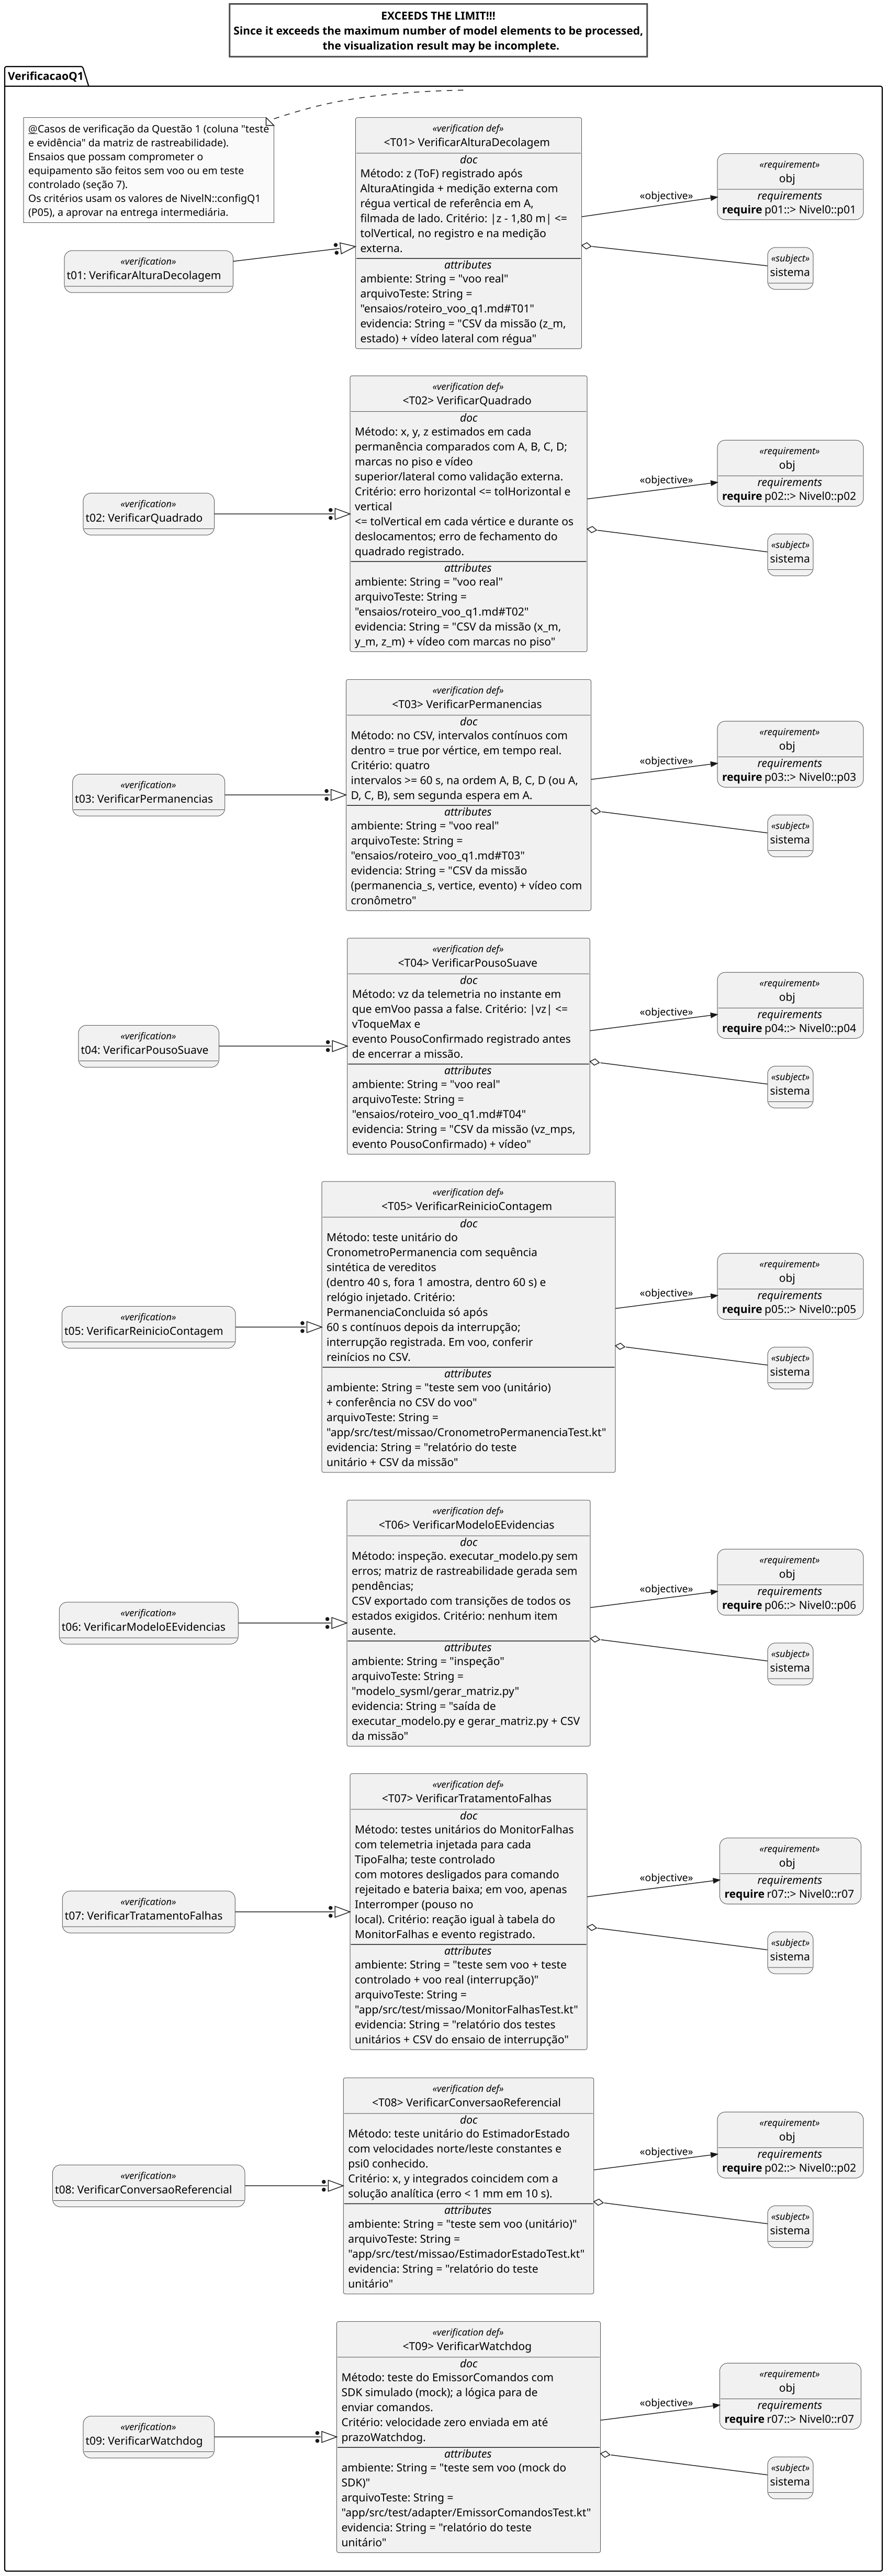 EXCEEDS THE LIMIT!!!
Since it exceeds the maximum number of model elements to be processed,
the visualization result may be incomplete.
VerificacaoQ1
@Casos de verificação da Questão 1 (coluna "teste
e evidência" da matriz de rastreabilidade).
Ensaios que possam comprometer o
equipamento são feitos sem voo ou em teste
controlado (seção 7).
Os critérios usam os valores de NivelN::configQ1
(P05), a aprovar na entrega intermediária.
«verification»
t01: VerificarAlturaDecolagem
«verification def»
<T01> VerificarAlturaDecolagem
doc
Método: z (ToF) registrado após
AlturaAtingida + medição externa com
régua vertical de referência em A,
filmada de lado. Critério: |z - 1,80 m| <=
tolVertical, no registro e na medição
externa.
attributes
ambiente: String = "voo real"
arquivoTeste: String =
"ensaios/roteiro_voo_q1.md#T01"
evidencia: String = "CSV da missão (z_m,
estado) + vídeo lateral com régua"
«objective»
«requirement»
obj
requirements
require p01::> Nivel0::p01
«subject»
sistema
«verification»
t02: VerificarQuadrado
«verification def»
<T02> VerificarQuadrado
doc
Método: x, y, z estimados em cada
permanência comparados com A, B, C, D;
marcas no piso e vídeo
superior/lateral como validação externa.
Critério: erro horizontal <= tolHorizontal e
vertical
<= tolVertical em cada vértice e durante os
deslocamentos; erro de fechamento do
quadrado registrado.
attributes
ambiente: String = "voo real"
arquivoTeste: String =
"ensaios/roteiro_voo_q1.md#T02"
evidencia: String = "CSV da missão (x_m,
y_m, z_m) + vídeo com marcas no piso"
«objective»
«requirement»
obj
requirements
require p02::> Nivel0::p02
«subject»
sistema
«verification»
t03: VerificarPermanencias
«verification def»
<T03> VerificarPermanencias
doc
Método: no CSV, intervalos contínuos com
dentro = true por vértice, em tempo real.
Critério: quatro
intervalos >= 60 s, na ordem A, B, C, D (ou A,
D, C, B), sem segunda espera em A.
attributes
ambiente: String = "voo real"
arquivoTeste: String =
"ensaios/roteiro_voo_q1.md#T03"
evidencia: String = "CSV da missão
(permanencia_s, vertice, evento) + vídeo com
cronômetro"
«objective»
«requirement»
obj
requirements
require p03::> Nivel0::p03
«subject»
sistema
«verification»
t04: VerificarPousoSuave
«verification def»
<T04> VerificarPousoSuave
doc
Método: vz da telemetria no instante em
que emVoo passa a false. Critério: |vz| <=
vToqueMax e
evento PousoConfirmado registrado antes
de encerrar a missão.
attributes
ambiente: String = "voo real"
arquivoTeste: String =
"ensaios/roteiro_voo_q1.md#T04"
evidencia: String = "CSV da missão (vz_mps,
evento PousoConfirmado) + vídeo"
«objective»
«requirement»
obj
requirements
require p04::> Nivel0::p04
«subject»
sistema
«verification»
t05: VerificarReinicioContagem
«verification def»
<T05> VerificarReinicioContagem
doc
Método: teste unitário do
CronometroPermanencia com sequência
sintética de vereditos
(dentro 40 s, fora 1 amostra, dentro 60 s) e
relógio injetado. Critério:
PermanenciaConcluida só após
60 s contínuos depois da interrupção;
interrupção registrada. Em voo, conferir
reinícios no CSV.
attributes
ambiente: String = "teste sem voo (unitário)
+ conferência no CSV do voo"
arquivoTeste: String =
"app/src/test/missao/CronometroPermanenciaTest.kt"
evidencia: String = "relatório do teste
unitário + CSV da missão"
«objective»
«requirement»
obj
requirements
require p05::> Nivel0::p05
«subject»
sistema
«verification»
t06: VerificarModeloEEvidencias
«verification def»
<T06> VerificarModeloEEvidencias
doc
Método: inspeção. executar_modelo.py sem
erros; matriz de rastreabilidade gerada sem
pendências;
CSV exportado com transições de todos os
estados exigidos. Critério: nenhum item
ausente.
attributes
ambiente: String = "inspeção"
arquivoTeste: String =
"modelo_sysml/gerar_matriz.py"
evidencia: String = "saída de
executar_modelo.py e gerar_matriz.py + CSV
da missão"
«objective»
«requirement»
obj
requirements
require p06::> Nivel0::p06
«subject»
sistema
«verification»
t07: VerificarTratamentoFalhas
«verification def»
<T07> VerificarTratamentoFalhas
doc
Método: testes unitários do MonitorFalhas
com telemetria injetada para cada
TipoFalha; teste controlado
com motores desligados para comando
rejeitado e bateria baixa; em voo, apenas
Interromper (pouso no
local). Critério: reação igual à tabela do
MonitorFalhas e evento registrado.
attributes
ambiente: String = "teste sem voo + teste
controlado + voo real (interrupção)"
arquivoTeste: String =
"app/src/test/missao/MonitorFalhasTest.kt"
evidencia: String = "relatório dos testes
unitários + CSV do ensaio de interrupção"
«objective»
«requirement»
obj
requirements
require r07::> Nivel0::r07
«subject»
sistema
«verification»
t08: VerificarConversaoReferencial
«verification def»
<T08> VerificarConversaoReferencial
doc
Método: teste unitário do EstimadorEstado
com velocidades norte/leste constantes e
psi0 conhecido.
Critério: x, y integrados coincidem com a
solução analítica (erro < 1 mm em 10 s).
attributes
ambiente: String = "teste sem voo (unitário)"
arquivoTeste: String =
"app/src/test/missao/EstimadorEstadoTest.kt"
evidencia: String = "relatório do teste
unitário"
«objective»
«requirement»
obj
requirements
require p02::> Nivel0::p02
«subject»
sistema
«verification»
t09: VerificarWatchdog
«verification def»
<T09> VerificarWatchdog
doc
Método: teste do EmissorComandos com
SDK simulado (mock); a lógica para de
enviar comandos.
Critério: velocidade zero enviada em até
prazoWatchdog.
attributes
ambiente: String = "teste sem voo (mock do
SDK)"
arquivoTeste: String =
"app/src/test/adapter/EmissorComandosTest.kt"
evidencia: String = "relatório do teste
unitário"
«objective»
«requirement»
obj
requirements
require r07::> Nivel0::r07
«subject»
sistema